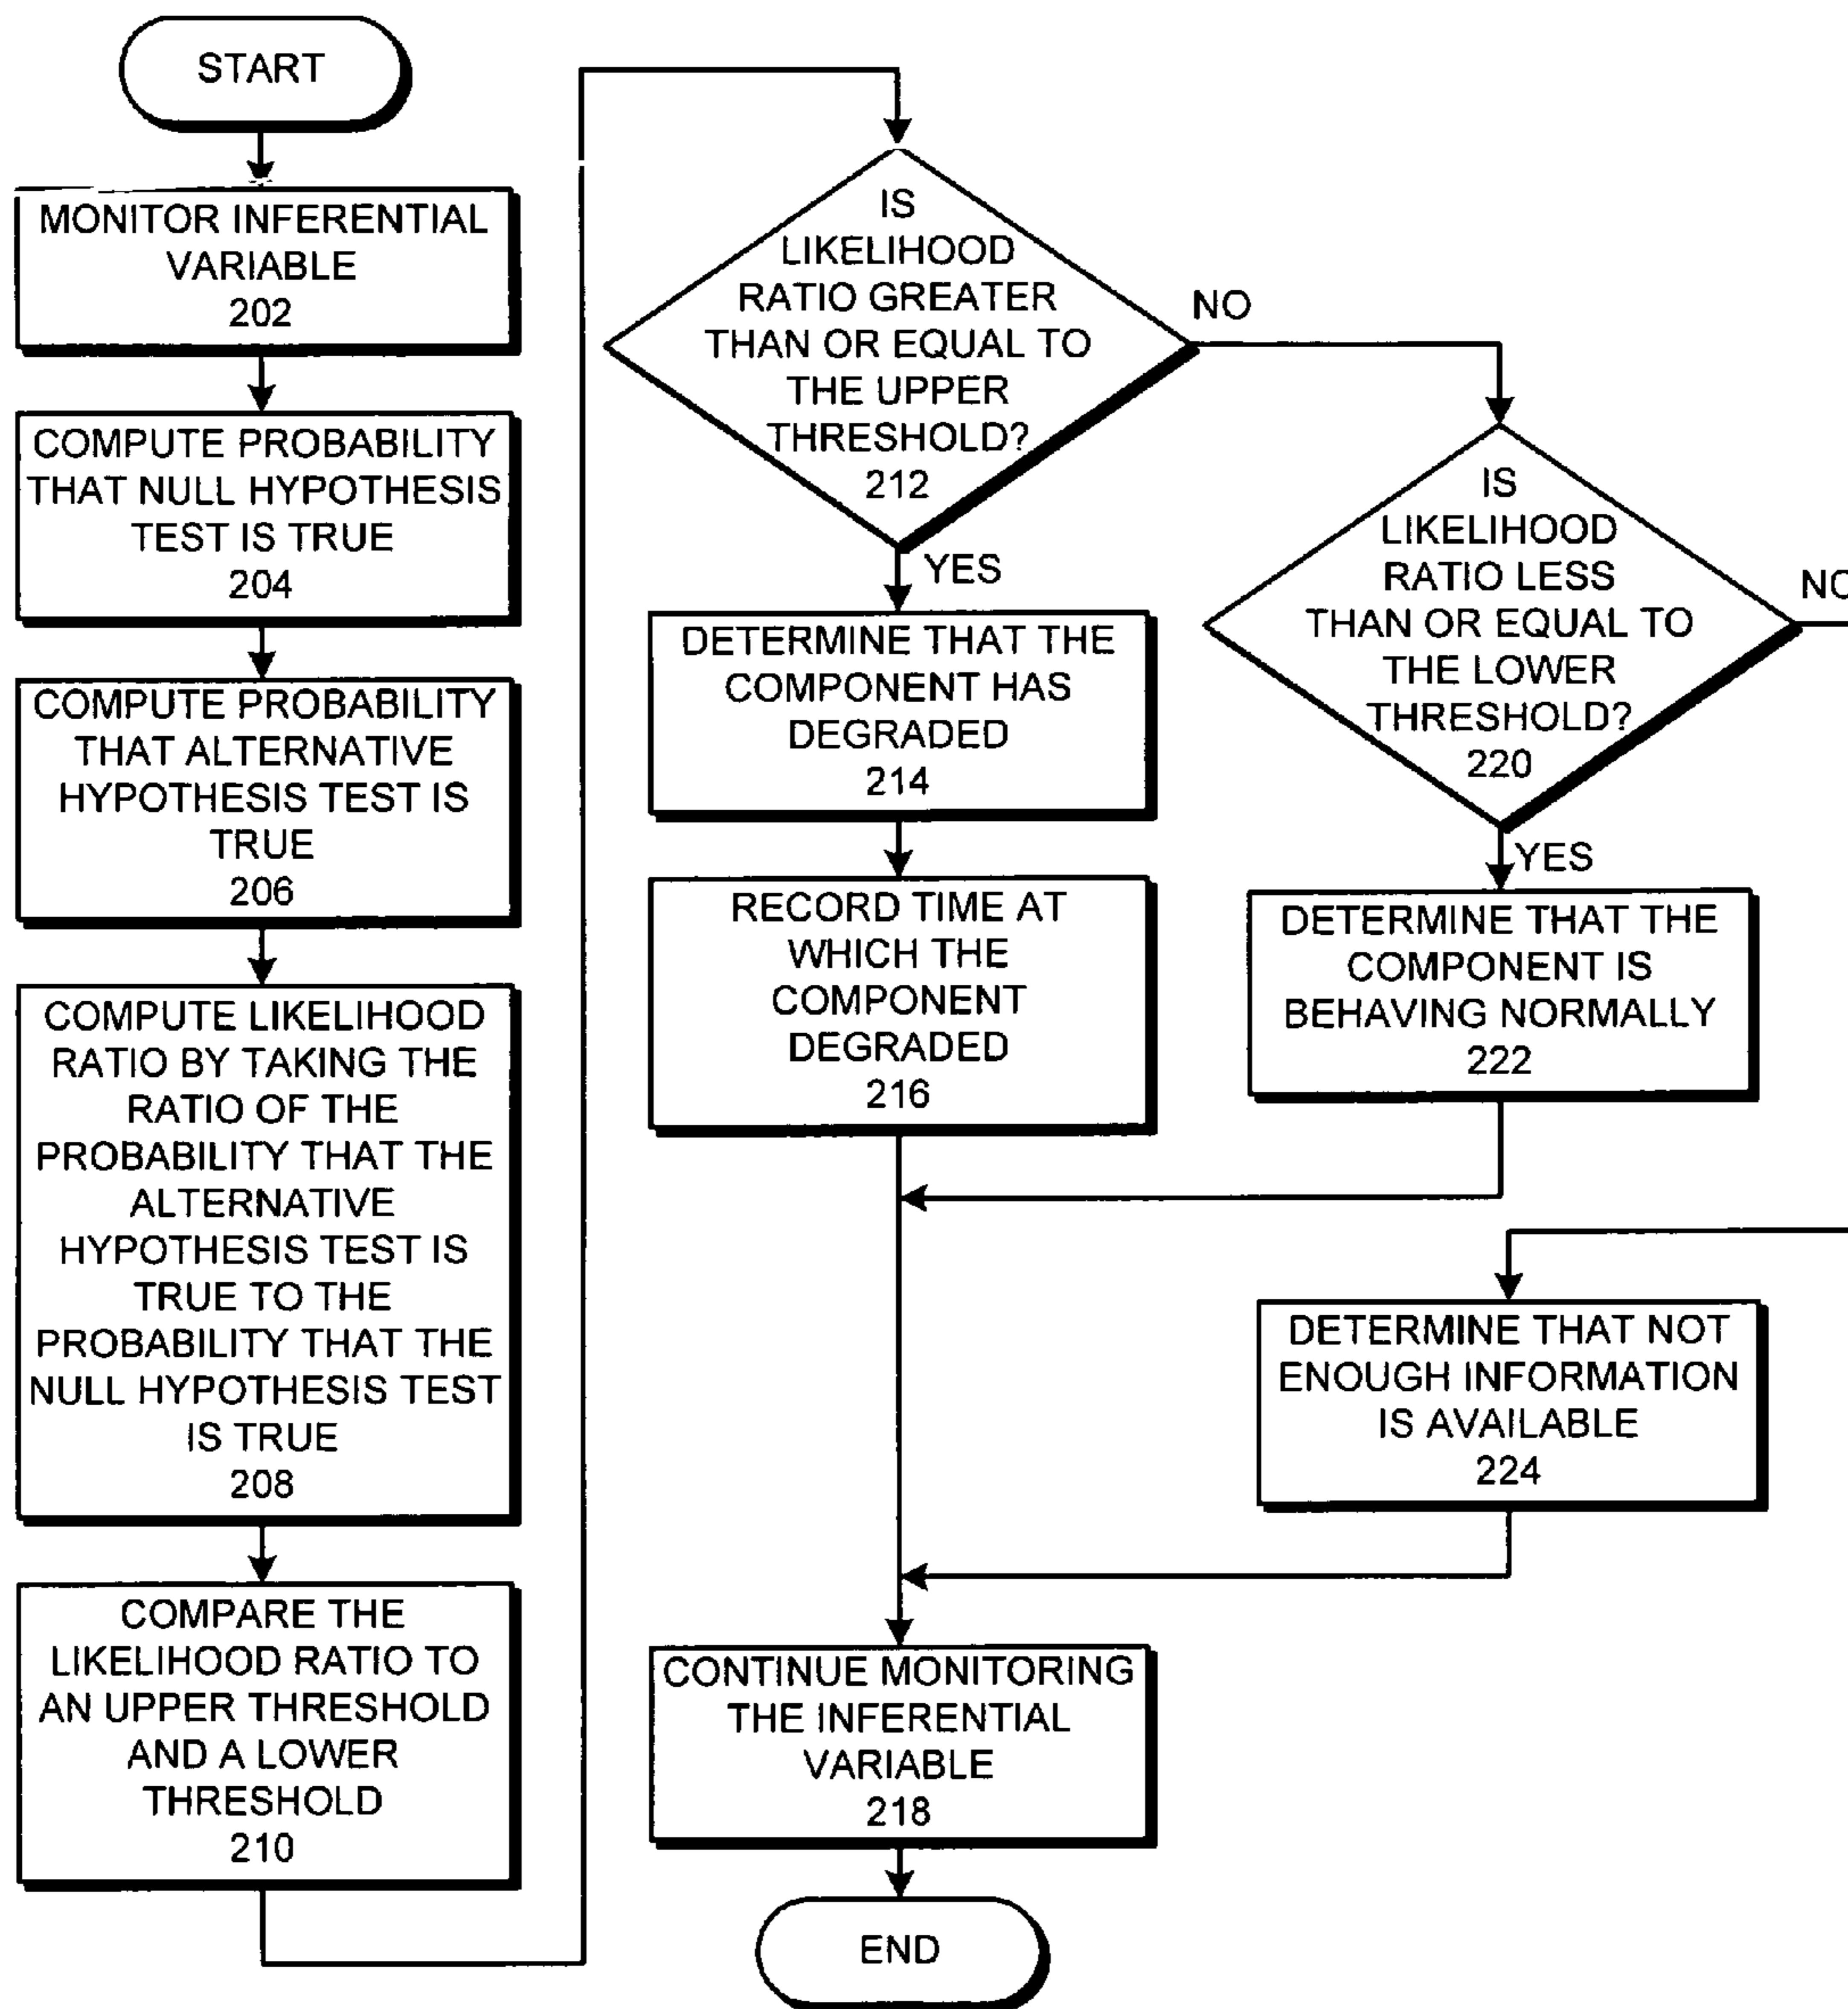 START
MONITOR INFERENTIAL
VARIABLE
202
COMPUTE PROBABILITY
THAT NULL HYPOTHESIS
TEST IS TRUE
204
COMPUTE PROBABILITY
THAT ALTERNATIVE
HYPOTHESIS TEST IS
TRUE
206
COMPUTE LIKELIHOOD
RATIO BY TAKING THE
RATIO OF THE
PROBABILITY THAT THE
ALTERNATIVE
HYPOTHESIS TEST IS
TRUE TO THE
PROBABILITY THAT THE
NULL HYPOTHESIS TEST
IS TRUE
208
COMPARE THE
LIKELIHOOD RATIO TO
AN UPPER THRESHOLD
AND A LOWER
THRESHOLD
210
IS
LIKELIHOOD
RATIO GREATER
THAN OR EQUAL TO
THE UPPER
THRESHOLD?
212
NO
YES
DETERMINE THAT THE
COMPONENT HAS
DEGRADED
214
RECORD TIME AT
WHICH THE
COMPONENT
DEGRADED
216
IS
LIKELIHOOD
RATIO LESS
THAN OR EQUAL TO
THE LOWER
THRESHOLD?
220
NO
YES
DETERMINE THAT THE
COMPONENT IS
BEHAVING NORMALLY
222
DETERMINE THAT NOT
ENOUGH INFORMATION
IS AVAILABLE
224
CONTINUE MONITORING
THE INFERENTIAL
VARIABLE
218
END